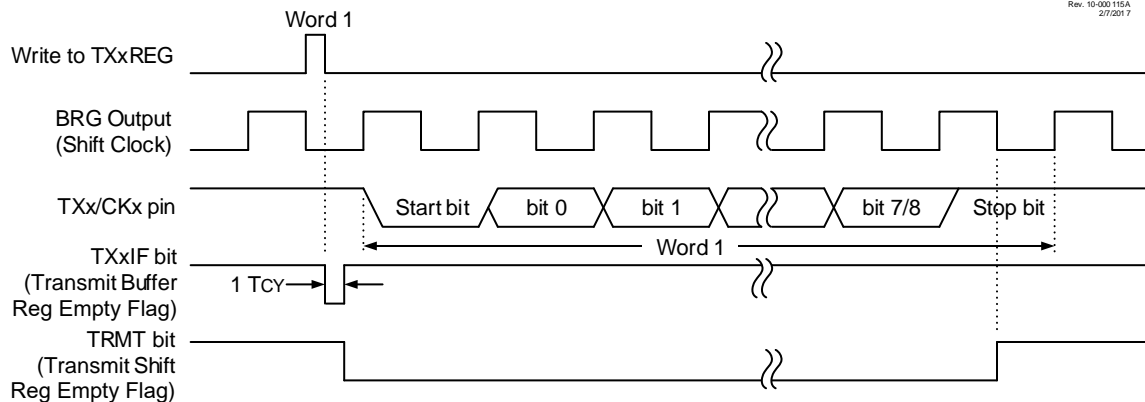 Rev. 10-000 115A
2/7/201 7
Word 1
Write to TXxREG
BRG Output
(Shift Clock)
TXx/CKx pin
Start bit
bit 0
bit 1
bit 7/8
Stop bit
Word 1
TXxIF bit
(Transmit Buffer
Reg Empty Flag)
1 TCY
TRMT bit
(Transmit Shift
Reg Empty Flag)